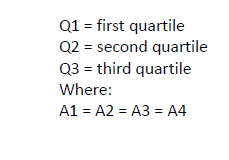 Q1 = first quartile
Q2 = second quartile
Q3 = third quartile
Where:
A1 = A2 = A3 = A4